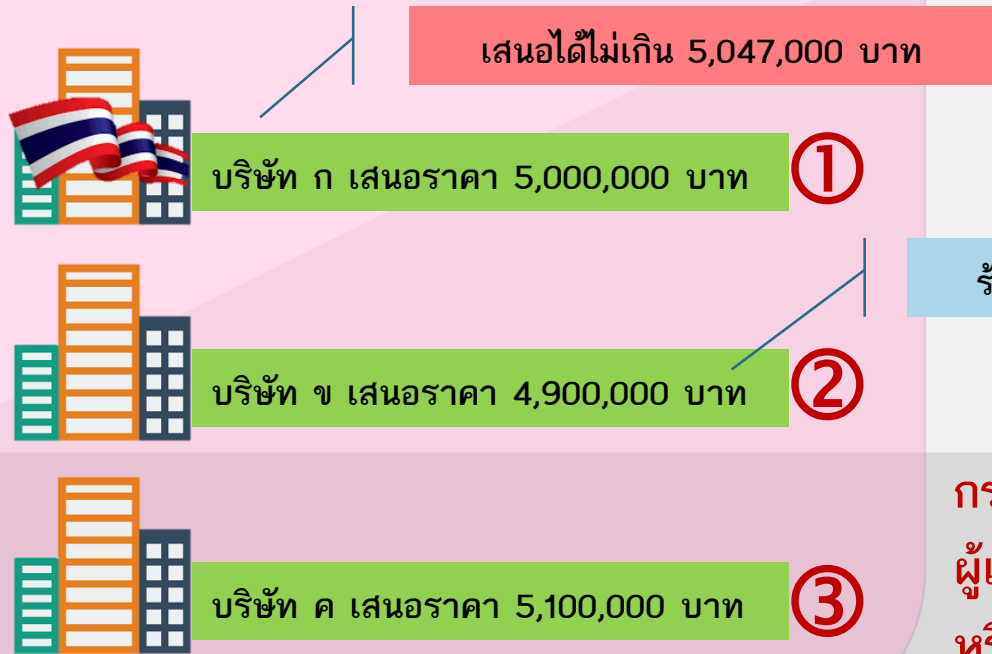 เสนอได้ไม่เกิน 5,047,000 บาท
บริษัท ก เสนอราคา 5,000,000 บาท ①
บริษัท ข เสนอราคา 4,900,000 บาท ②
บริษัท ค เสนอราคา 5,100,000 บาท ③